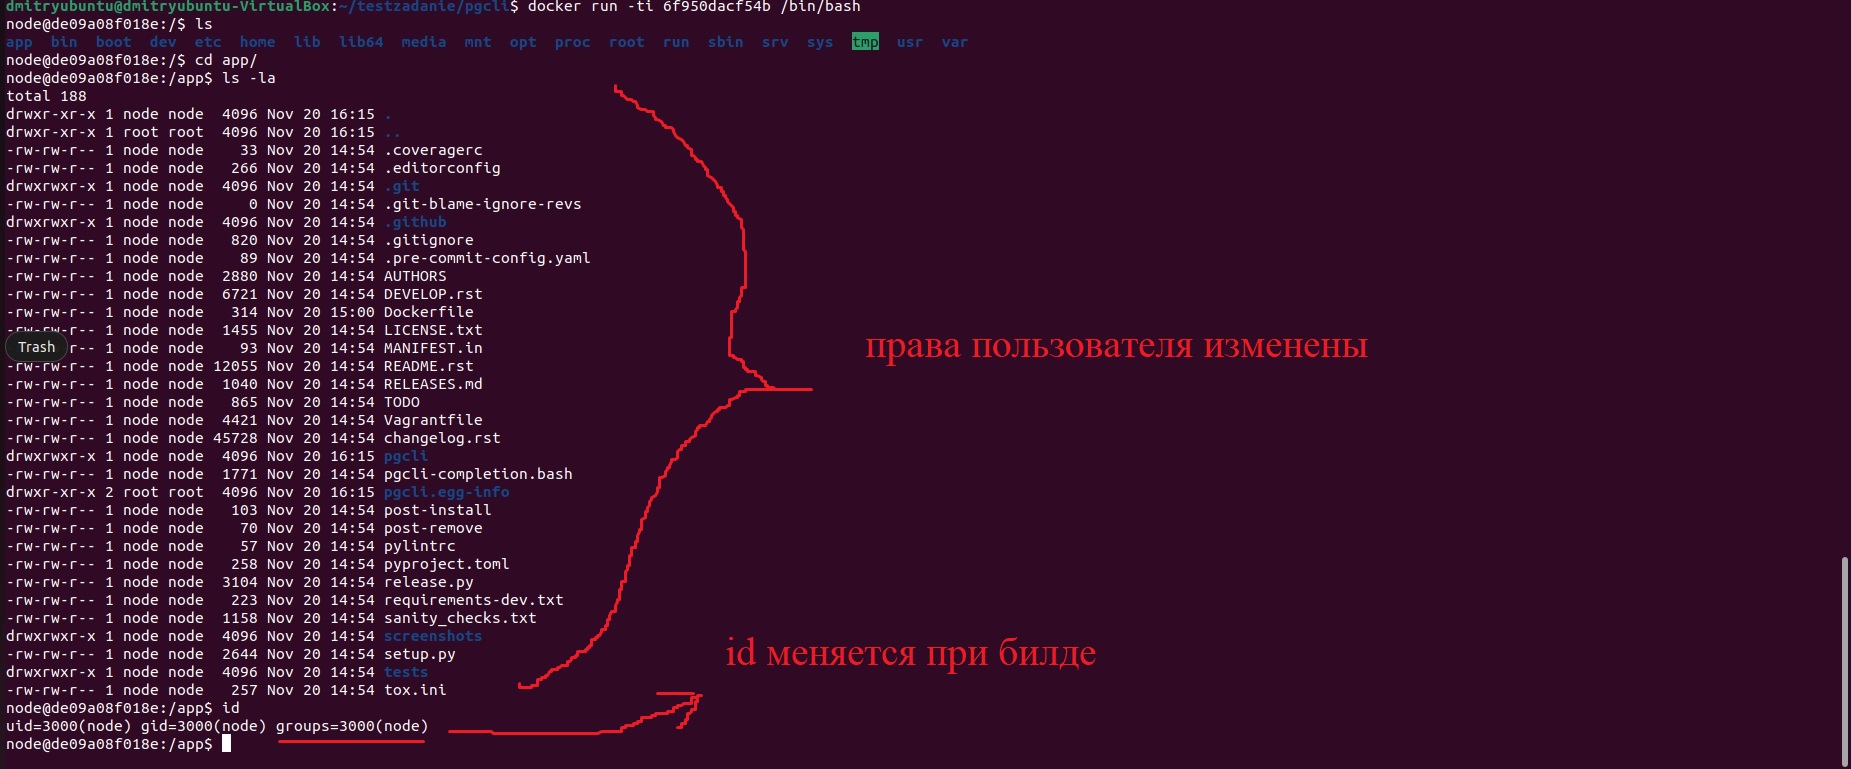 dmitryubuntu@dmitryubuntu-VirtualBox:~/testzadanie/pgcli$ docker run -ti 6f950dacf54b /bin/bash
node@de09a08f018e:/$ ls
app bin boot dev etc home lib lib64 media mnt opt proc root run sbin srv sys tmp usr var
node@de09a08f018e:/$ cd app/
node@de09a08f018e:/app$ ls -la
total 188
drwxr-xr-x 1 node node 4096 Nov 20 16:15 .
drwxr-xr-x 1 root root 4096 Nov 20 16:15 ..
-rw-rw-r-- 1 node node 33 Nov 20 14:54 .coveragerc
-rw-rw-r-- 1 node node 266 Nov 20 14:54 .editorconfig
drwxrwxr-x 1 node node 4096 Nov 20 14:54 .git
-rw-rw-r-- 1 node node 0 Nov 20 14:54 .git-blame-ignore-revs
drwxrwxr-x 1 node node 4096 Nov 20 14:54 .github
-rw-rw-r-- 1 node node 820 Nov 20 14:54 .gitignore
-rw-rw-r-- 1 node node 89 Nov 20 14:54 .pre-commit-config.yaml
-rw-rw-r-- 1 node node 2880 Nov 20 14:54 AUTHORS
-rw-rw-r-- 1 node node 6721 Nov 20 14:54 DEVELOP.rst
-rw-rw-r-- 1 node node 314 Nov 20 15:00 Dockerfile
-rw-rw-r-- 1 node node 1455 Nov 20 14:54 LICENSE.txt
Trash r-- 1 node node 93 Nov 20 14:54 MANIFEST.in
права пользователя изменены
-rw-rw-r-- 1 node node 12055 Nov 20 14:54 README.rst
-rw-rw-r-- 1 node node 1040 Nov 20 14:54 RELEASES.md
-rw-rw-r-- 1 node node 865 Nov 20 14:54 TODO
-rw-rw-r-- 1 node node 4421 Nov 20 14:54 Vagrantfile
-rw-rw-r-- 1 node node 45728 Nov 20 14:54 changelog.rst
drwxrwxr-x 1 node node 4096 Nov 20 16:15 pgcli
-rw-rw-r-- 1 node node 1771 Nov 20 14:54 pgcli-completion.bash
drwxr-xr-x 2 root root 4096 Nov 20 16:15 pgcli.egg-info
-rw-rw-r-- 1 node node 103 Nov 20 14:54 post-install
-rw-rw-r-- 1 node node 70 Nov 20 14:54 post-remove
-rw-rw-r-- 1 node node 57 Nov 20 14:54 pylintrc
-rw-rw-r-- 1 node node 258 Nov 20 14:54 pyproject.toml
-rw-rw-r-- 1 node node 3104 Nov 20 14:54 release.py
-rw-rw-r-- 1 node node 223 Nov 20 14:54 requirements-dev.txt
-rw-rw-r-- 1 node node 1158 Nov 20 14:54 sanity_checks.txt
drwxrwxr-x 1 node node 4096 Nov 20 14:54 screenshots
-rw-rw-r-- 1 node node 2644 Nov 20 14:54 setup.py
id меняется при билде
drwxrwxr-x 1 node node 4096 Nov 20 14:54 tests
-rw-rw-r-- 1 node node 257 Nov 20 14:54 tox.ini
node@de09a08f018e:/app$ id
uid=3000(node) gid=3000(node) groups=3000(node)
node@de09a08f018e:/app$